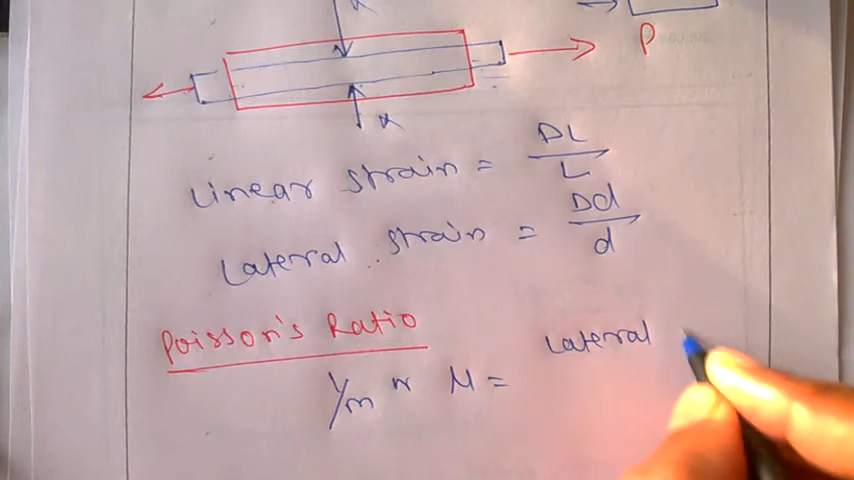 P
Linear strain = DL/L
Lateral strain = Dd/d
Poisson's Ratio
1/m or μ = Lateral